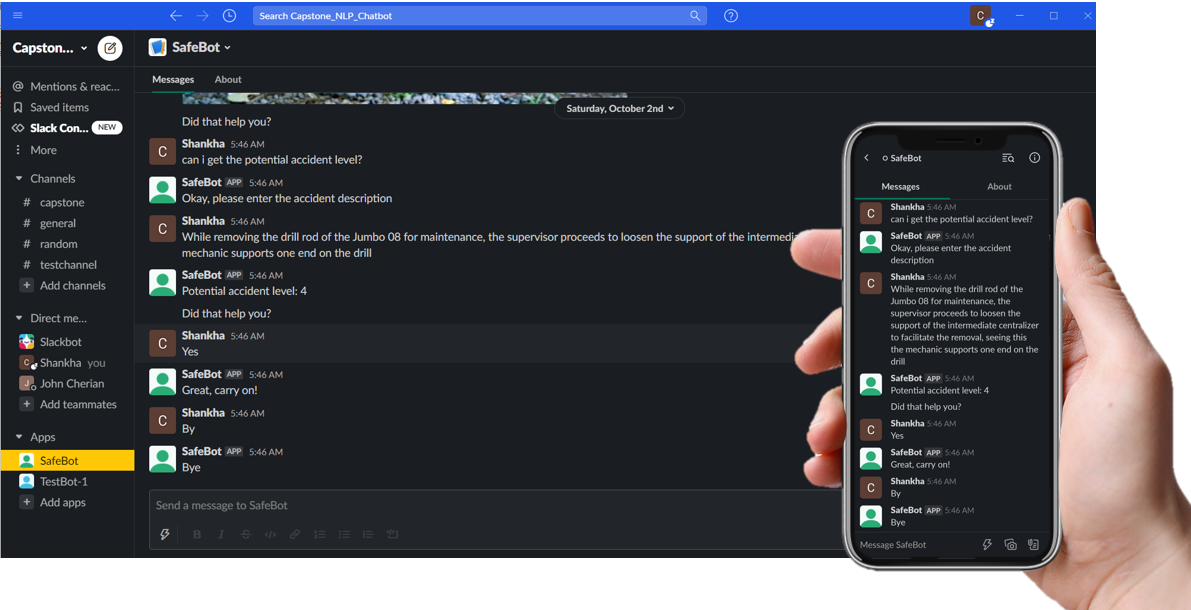 Search Capstone_NLP_Chatbot
C
Capston...
Mentions & reac...
Saved items
Slack Con... NEW
More
Channels
# capstone
# general
# random
# testchannel
+ Add channels
Direct me...
Slackbot
C Shankha you
J John Cherian
+ Add teammates
Apps
SafeBot
TestBot-1
+ Add apps
SafeBot
Messages About
Saturday, October 2nd
Did that help you?
C Shankha 5:46 AM
can i get the potential accident level?
SafeBot APP 5:46 AM
Okay, please enter the accident description
C Shankha 5:46 AM
While removing the drill rod of the Jumbo 08 for maintenance, the supervisor proceeds to loosen the support of the
mechanic supports one end on the drill
SafeBot APP 5:46 AM
Potential accident level: 4
Did that help you?
C Shankha 5:46 AM
Yes
SafeBot APP 5:46 AM
Great, carry on!
C Shankha 5:46 AM
By
SafeBot APP 5:46 AM
Bye
Send a message to SafeBot
B I S </>
SafeBot
Messages About
C Shankha 5:46 AM
can i get the potential accident level?
SafeBot APP 5:46 AM
Okay, please enter the accident
description
C Shankha 5:46 AM
While removing the drill rod of the
Jumbo 08 for maintenance, the
supervisor proceeds to loosen the
support of the intermediate centralizer
to facilitate the removal, seeing this
the mechanic supports one end on the
drill
SafeBot APP 5:46 AM
Potential accident level: 4
Did that help you?
C Shankha 5:46 AM
Yes
SafeBot APP 5:46 AM
Great, carry on!
C Shankha 5:46 AM
By
SafeBot APP 5:46 AM
Bye
Message SafeBot